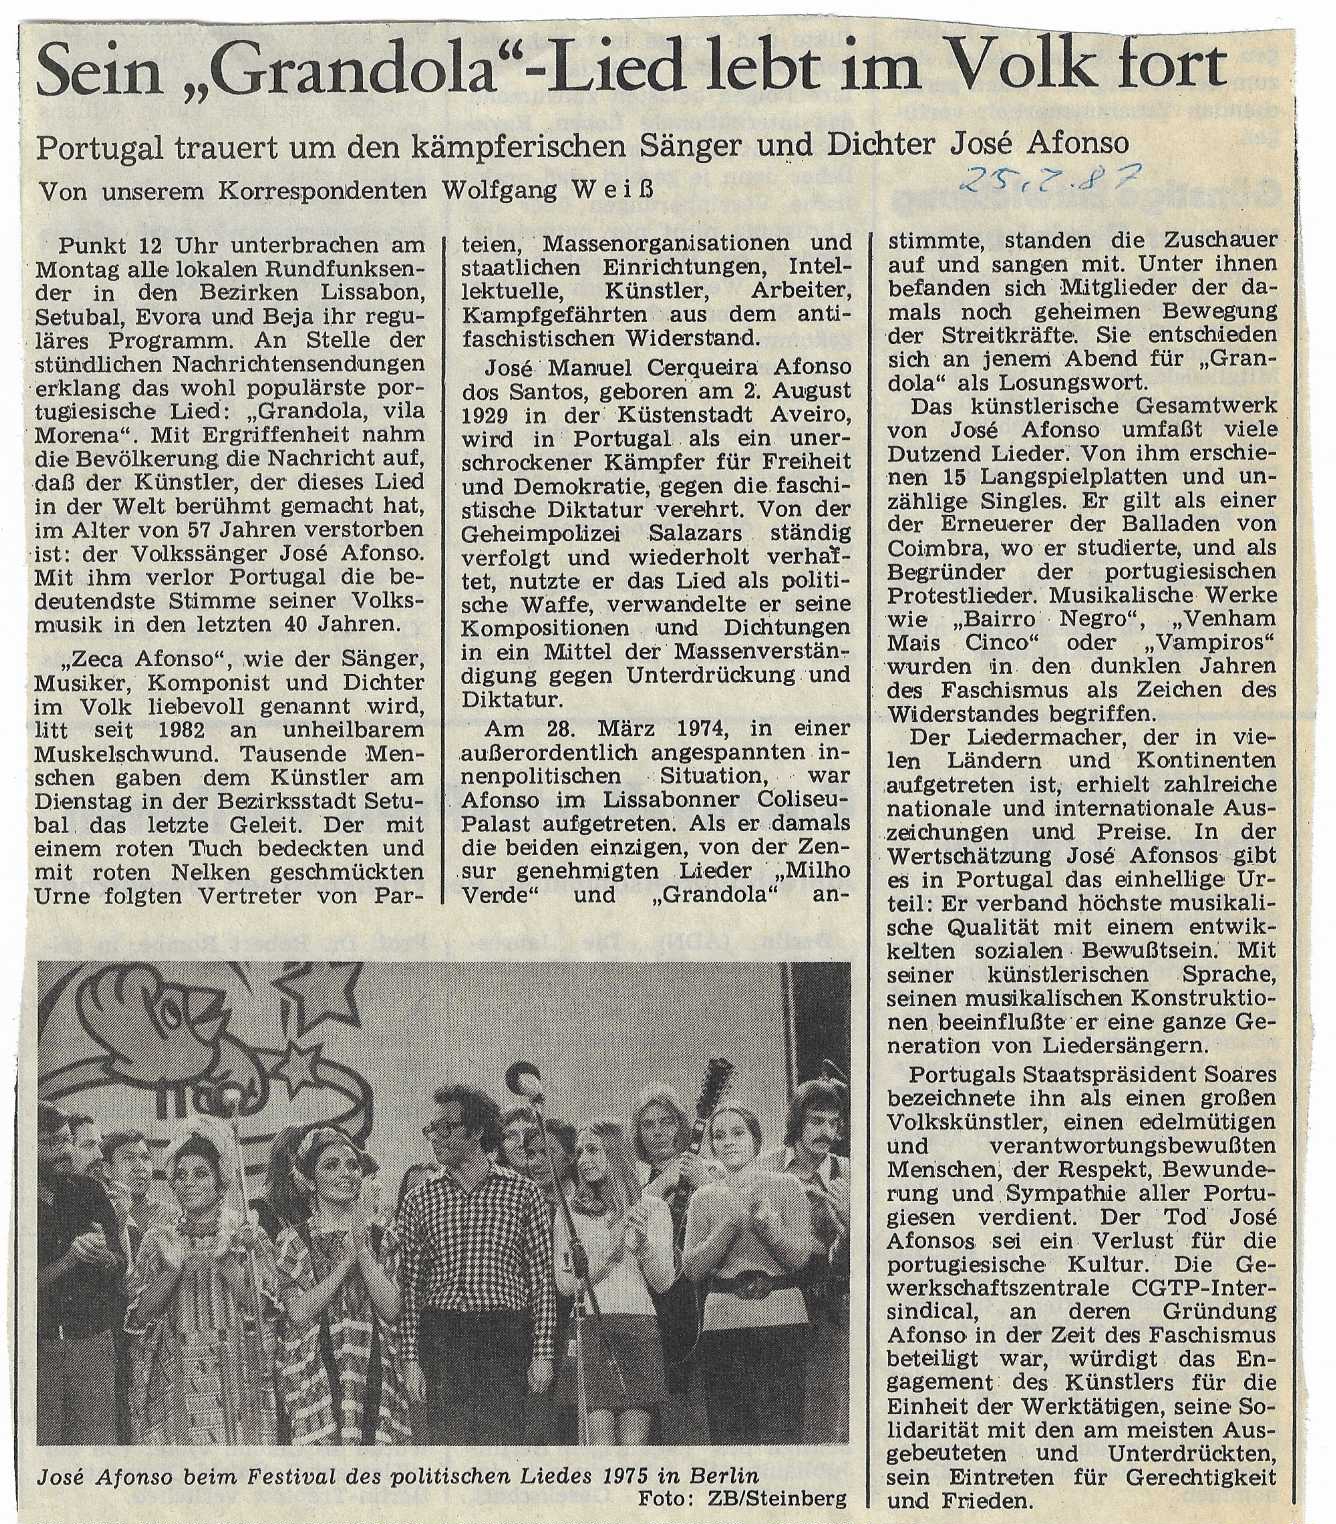 Sein „Grandola“-Lied lebt im Volk fort
Portugal trauert um den kämpferischen Sänger und Dichter José Afonso
25.2.87
Von unserem Korrespondenten Wolfgang Weiß
Punkt 12 Uhr unterbrachen am
Montag alle lokalen Rundfunksen-
der in den Bezirken Lissabon,
Setubal, Evora und Beja ihr regu-
läres Programm. An Stelle der
stündlichen Nachrichtensendungen
erklang das wohl populärste por-
tugiesische Lied: „Grandola, vila
Morena“. Mit Ergriffenheit nahm
die Bevölkerung die Nachricht auf,
daß der Künstler, der dieses Lied
in der Welt berühmt gemacht hat,
im Alter von 57 Jahren verstorben
ist: der Volkssänger José Afonso.
Mit ihm verlor Portugal die be-
deutendste Stimme seiner Volks-
musik in den letzten 40 Jahren.
„Zeca Afonso“, wie der Sänger,
Musiker, Komponist und Dichter
im Volk liebevoll genannt wird,
litt seit 1982 an unheilbarem
Muskelschwund. Tausende Men-
schen gaben dem Künstler am
Dienstag in der Bezirksstadt Setu-
bal das letzte Geleit. Der mit
einem roten Tuch bedeckten und
mit roten Nelken geschmückten
Urne folgten Vertreter von Par-
teien, Massenorganisationen und
staatlichen Einrichtungen, Intel-
lektuelle, Künstler, Arbeiter,
Kampfgefährten aus dem anti-
faschistischen Widerstand.
José Manuel Cerqueira Afonso
dos Santos, geboren am 2. August
1929 in der Küstenstadt Aveiro,
wird in Portugal als ein uner-
schrockener Kämpfer für Freiheit
und Demokratie, gegen die faschi-
stische Diktatur verehrt. Von der
Geheimpolizei Salazars ständig
verfolgt und wiederholt verhaf-
tet, nutzte er das Lied als politi-
sche Waffe, verwandelte er seine
Kompositionen und Dichtungen
in ein Mittel der Massenverstän-
digung gegen Unterdrückung und
Diktatur.
Am 28. März 1974, in einer
außerordentlich angespannten in-
nenpolitischen Situation, war
Afonso im Lissabonner Coliseu-
Palast aufgetreten. Als er damals
die beiden einzigen, von der Zen-
sur genehmigten Lieder „Milho
Verde“ und „Grandola“ an-
stimmte, standen die Zuschauer
auf und sangen mit. Unter ihnen
befanden sich Mitglieder der da-
mals noch geheimen Bewegung
der Streitkräfte. Sie entschieden
sich an jenem Abend für „Gran-
dola“ als Losungswort.
Das künstlerische Gesamtwerk
von José Afonso umfaßt viele
Dutzend Lieder. Von ihm erschie-
nen 15 Langspielplatten und un-
zählige Singles. Er gilt als einer
der Erneuerer der Balladen von
Coimbra, wo er studierte, und als
Begründer der portugiesischen
Protestlieder. Musikalische Werke
wie „Bairro Negro“, „Venham
Mais Cinco“ oder „Vampiros“
wurden in den dunklen Jahren
des Faschismus als Zeichen des
Widerstandes begriffen.
Der Liedermacher, der in vie-
len Ländern und Kontinenten
aufgetreten ist, erhielt zahlreiche
nationale und internationale Aus-
zeichungen und Preise. In der
Wertschätzung José Afonsos gibt
es in Portugal das einhellige Ur-
teil: Er verband höchste musikali-
sche Qualität mit einem entwik-
kelten sozialen Bewußtsein. Mit
seiner künstlerischen Sprache,
seinen musikalischen Konstruktio-
nen beeinflußte er eine ganze Ge-
neration von Liedersängern.
Portugals Staatspräsident Soares
bezeichnete ihn als einen großen
Volkskünstler, einen edelmütigen
und verantwortungsbewußten
Menschen, der Respekt, Bewunde-
rung und Sympathie aller Portu-
giesen verdient. Der Tod José
Afonsos sei ein Verlust für die
portugiesische Kultur. Die Ge-
werkschaftszentrale CGTP-Inter-
sindical, an deren Gründung
Afonso in der Zeit des Faschismus
beteiligt war, würdigt das En-
gagement des Künstlers für die
Einheit der Werktätigen, seine So-
lidarität mit den am meisten Aus-
gebeuteten und Unterdrückten,
sein Eintreten für Gerechtigkeit
und Frieden.
José Afonso beim Festival des politischen Liedes 1975 in Berlin
Foto: ZB/Steinberg